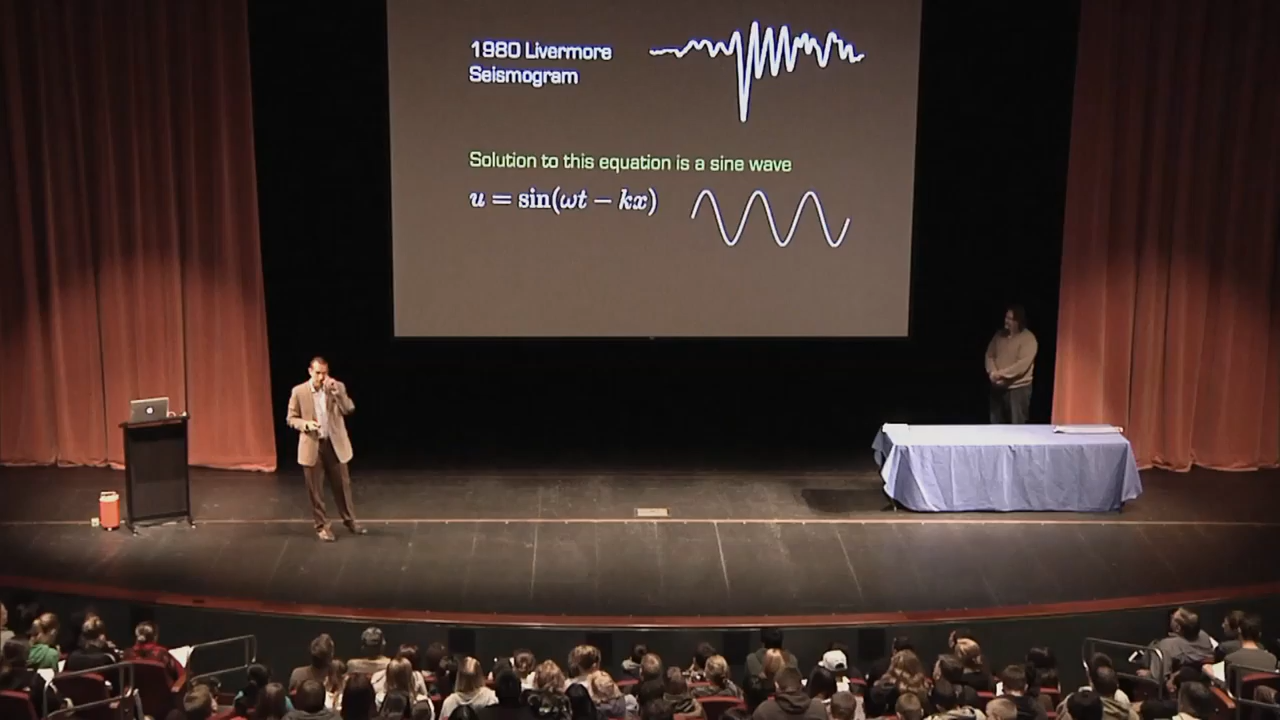 1980 Livermore
Seismogram
Solution to this equation is a sine wave
u = sin(ωt − kx)